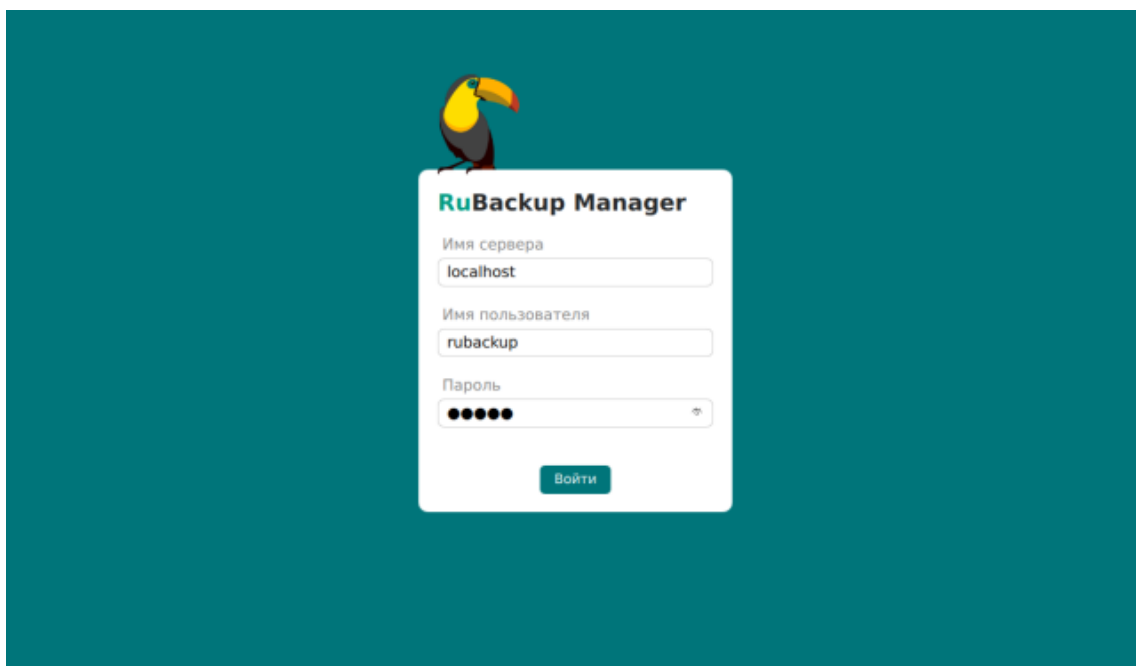 RuBackup Manager
Имя сервера
localhost
Имя пользователя
rubackup
Пароль
●●●●●
Войти